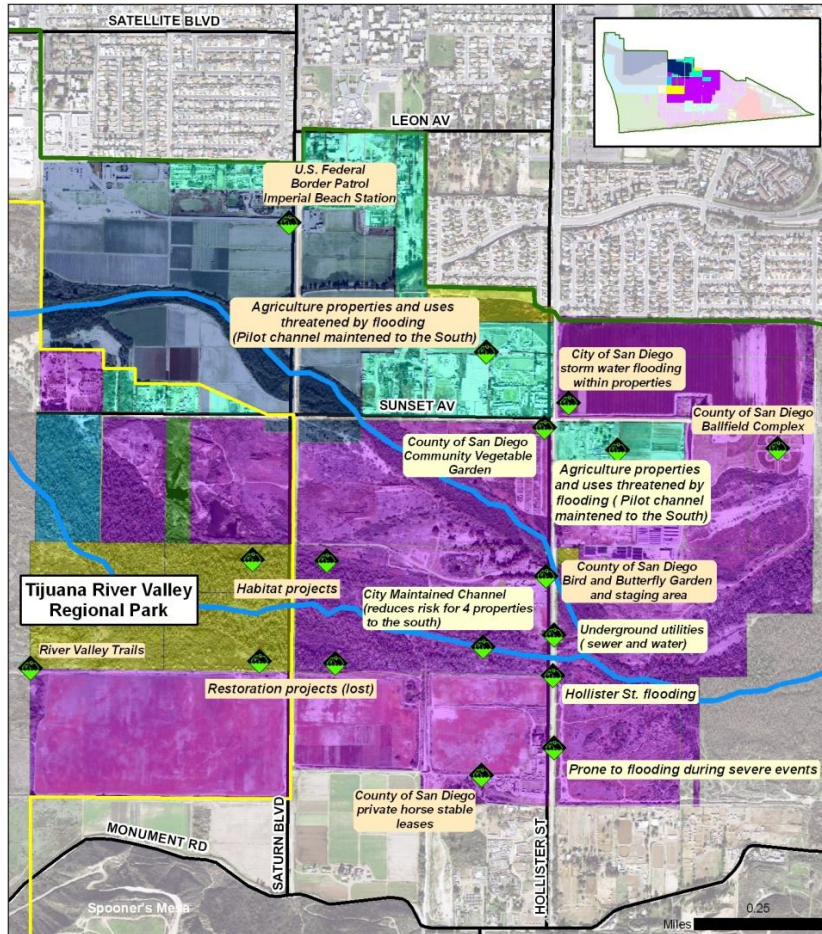 SATELLITE BLVD
LEON AV
U.S. Federal
Border Patrol
Imperial Beach Station
Agriculture properties and uses
threatened by flooding
(Pilot channel maintened to the South)
City of San Diego
storm water flooding
within properties
SUNSET AV
County of San Diego
Ballfield Complex
County of San Diego
Community Vegetable
Garden
Agriculture properties
and uses threatened by
flooding ( Pilot channel
maintened to the South)
Tijuana River Valley
Regional Park
Habitat projects
City Maintained Channel
(reduces risk for 4 properties
to the south)
County of San Diego
Bird and Butterfly Garden
and staging area
Underground utilities
( sewer and water)
River Valley Trails
Restoration projects (lost)
Hollister St. flooding
Prone to flooding during severe events
County of San Diego
private horse stable
leases
MONUMENT RD
SATURN BLVD
HOLLISTER ST
Spooner's Mesa
0.25
Miles